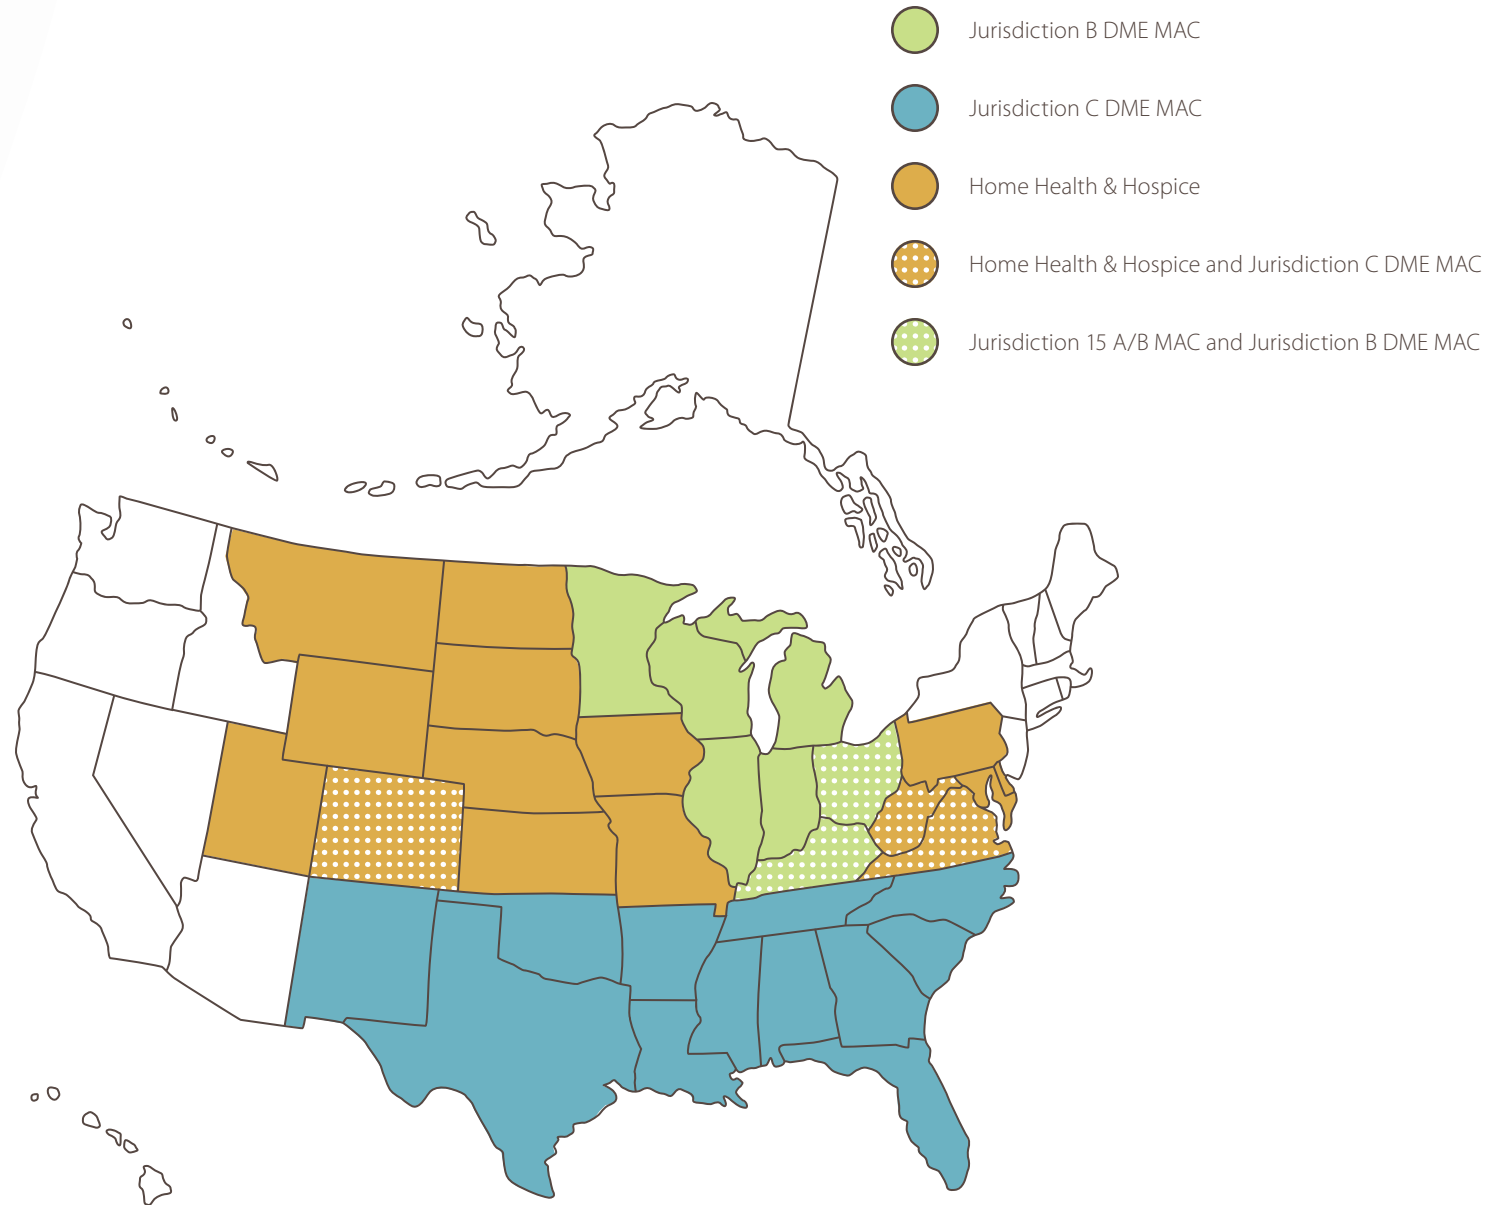 Jurisdiction B DME MAC
Jurisdiction C DME MAC
Home Health & Hospice
Home Health & Hospice and Jurisdiction C DME MAC
Jurisdiction 15 A/B MAC and Jurisdiction B DME MAC